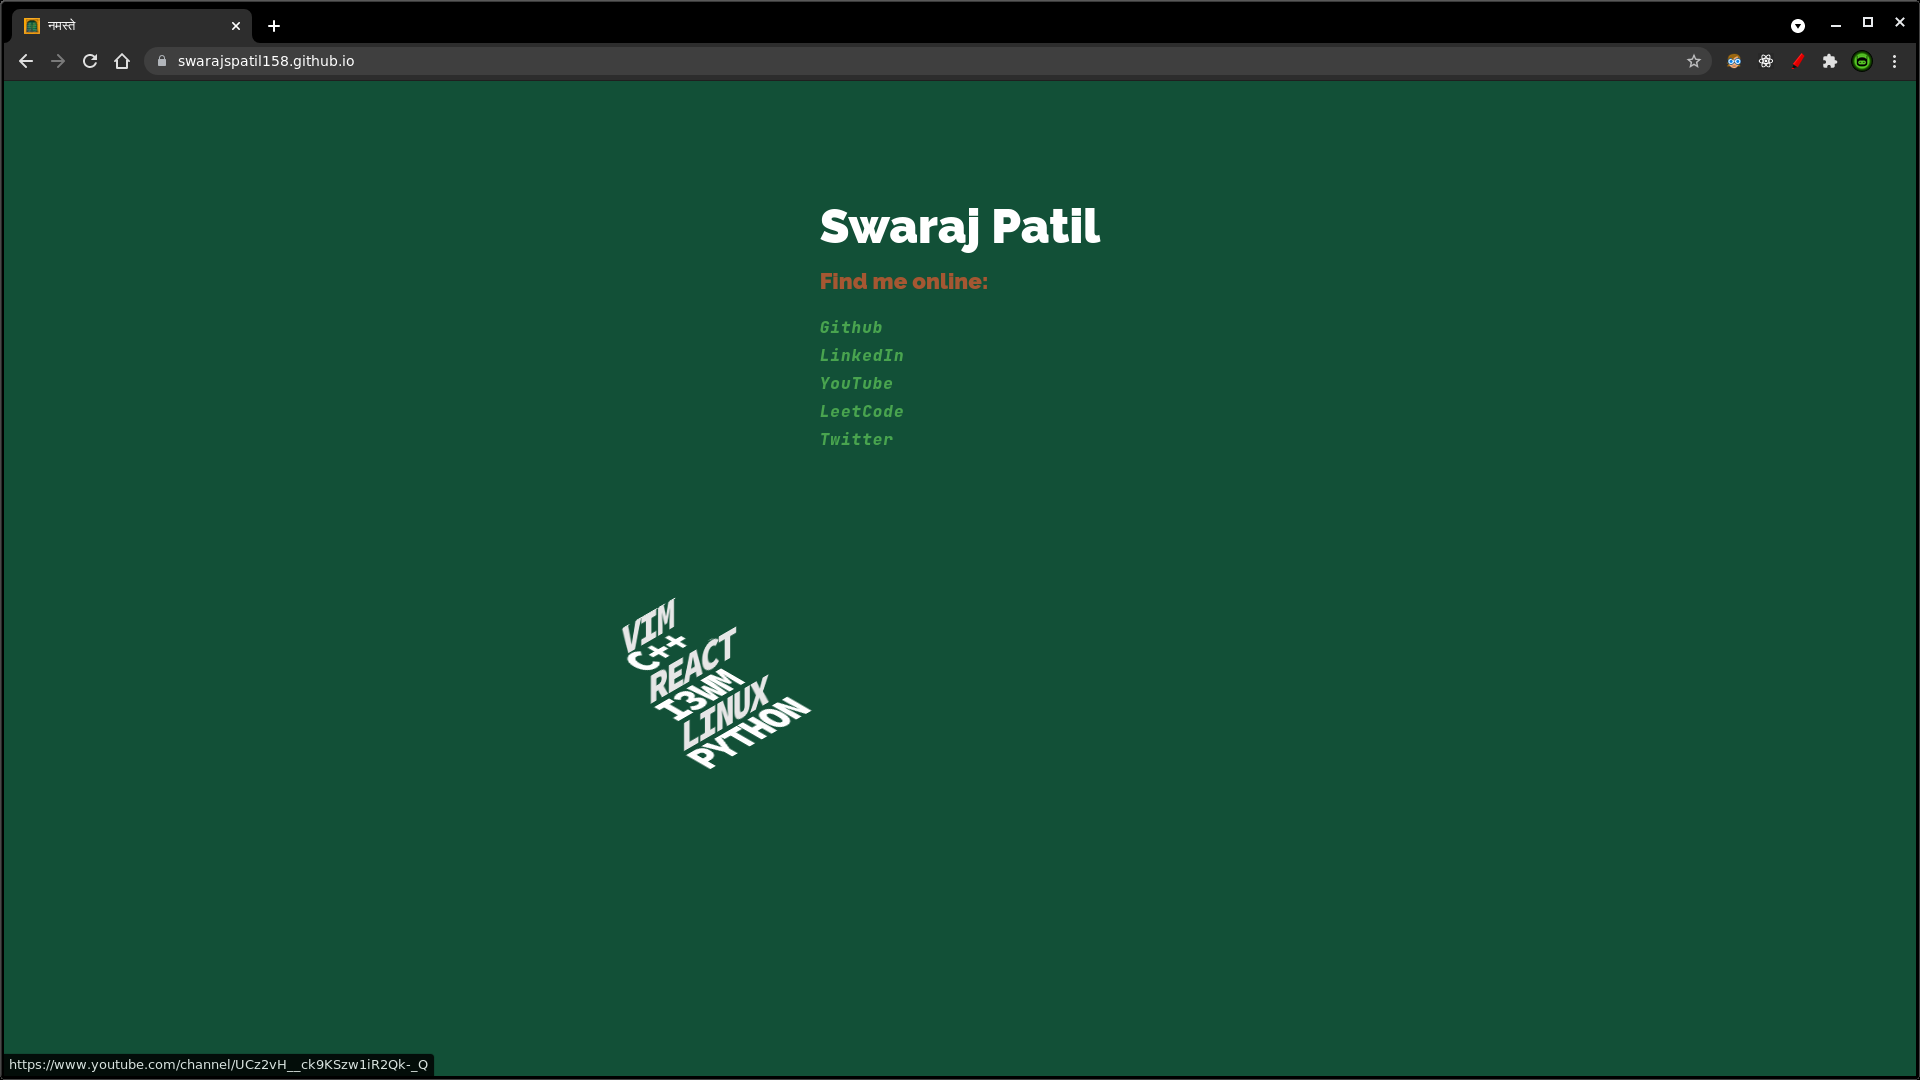 नमस्ते
swarajspatil158.github.io
Swaraj Patil
Find me online:
Github
LinkedIn
YouTube
LeetCode
Twitter
VIM
C++
REACT
I3WM
LINUX
PYTHON
https://www.youtube.com/channel/UCz2vH__ck9KSzw1iR2Qk-_Q